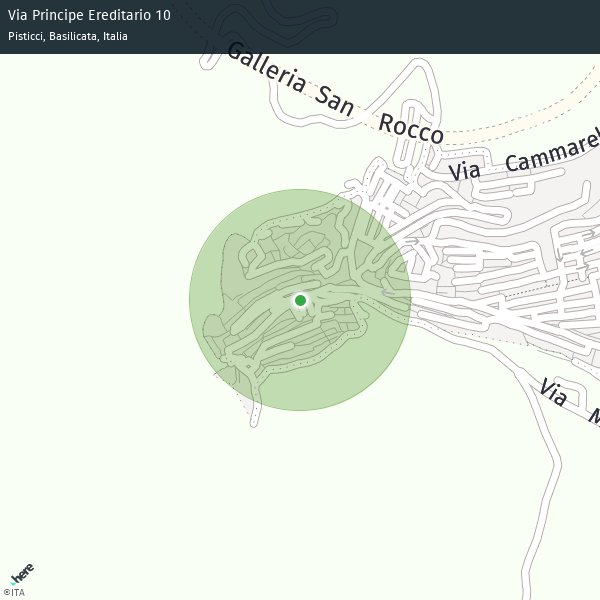 Via Principe Ereditario 10
Pisticci, Basilicata, Italia
Galleria San Rocco
Via Cammarel
Via M
here
©ITA